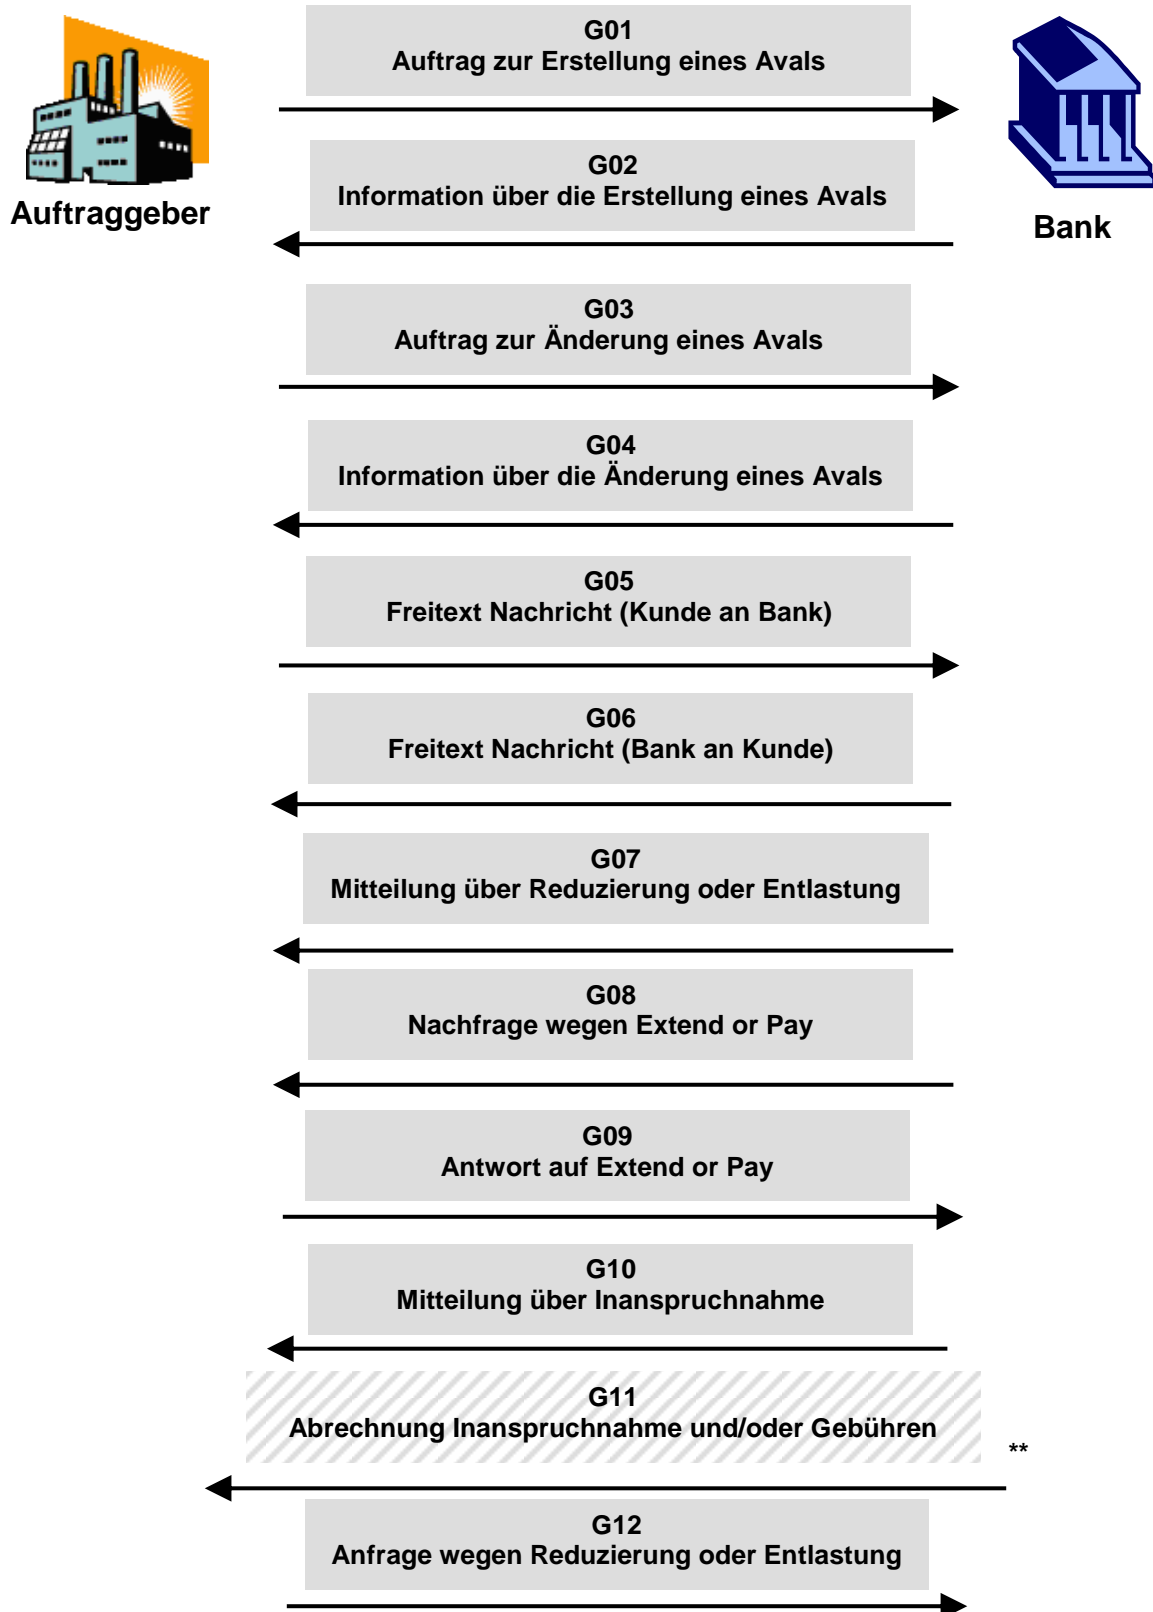 G01
Auftrag zur Erstellung eines Avals
G02
Information über die Erstellung eines Avals
Auftraggeber
Bank
G03
Auftrag zur Änderung eines Avals
G04
Information über die Änderung eines Avals
G05
Freitext Nachricht (Kunde an Bank)
G06
Freitext Nachricht (Bank an Kunde)
G07
Mitteilung über Reduzierung oder Entlastung
G08
Nachfrage wegen Extend or Pay
G09
Antwort auf Extend or Pay
G10
Mitteilung über Inanspruchnahme
G11
Abrechnung Inanspruchnahme und/oder Gebühren
**
G12
Anfrage wegen Reduzierung oder Entlastung